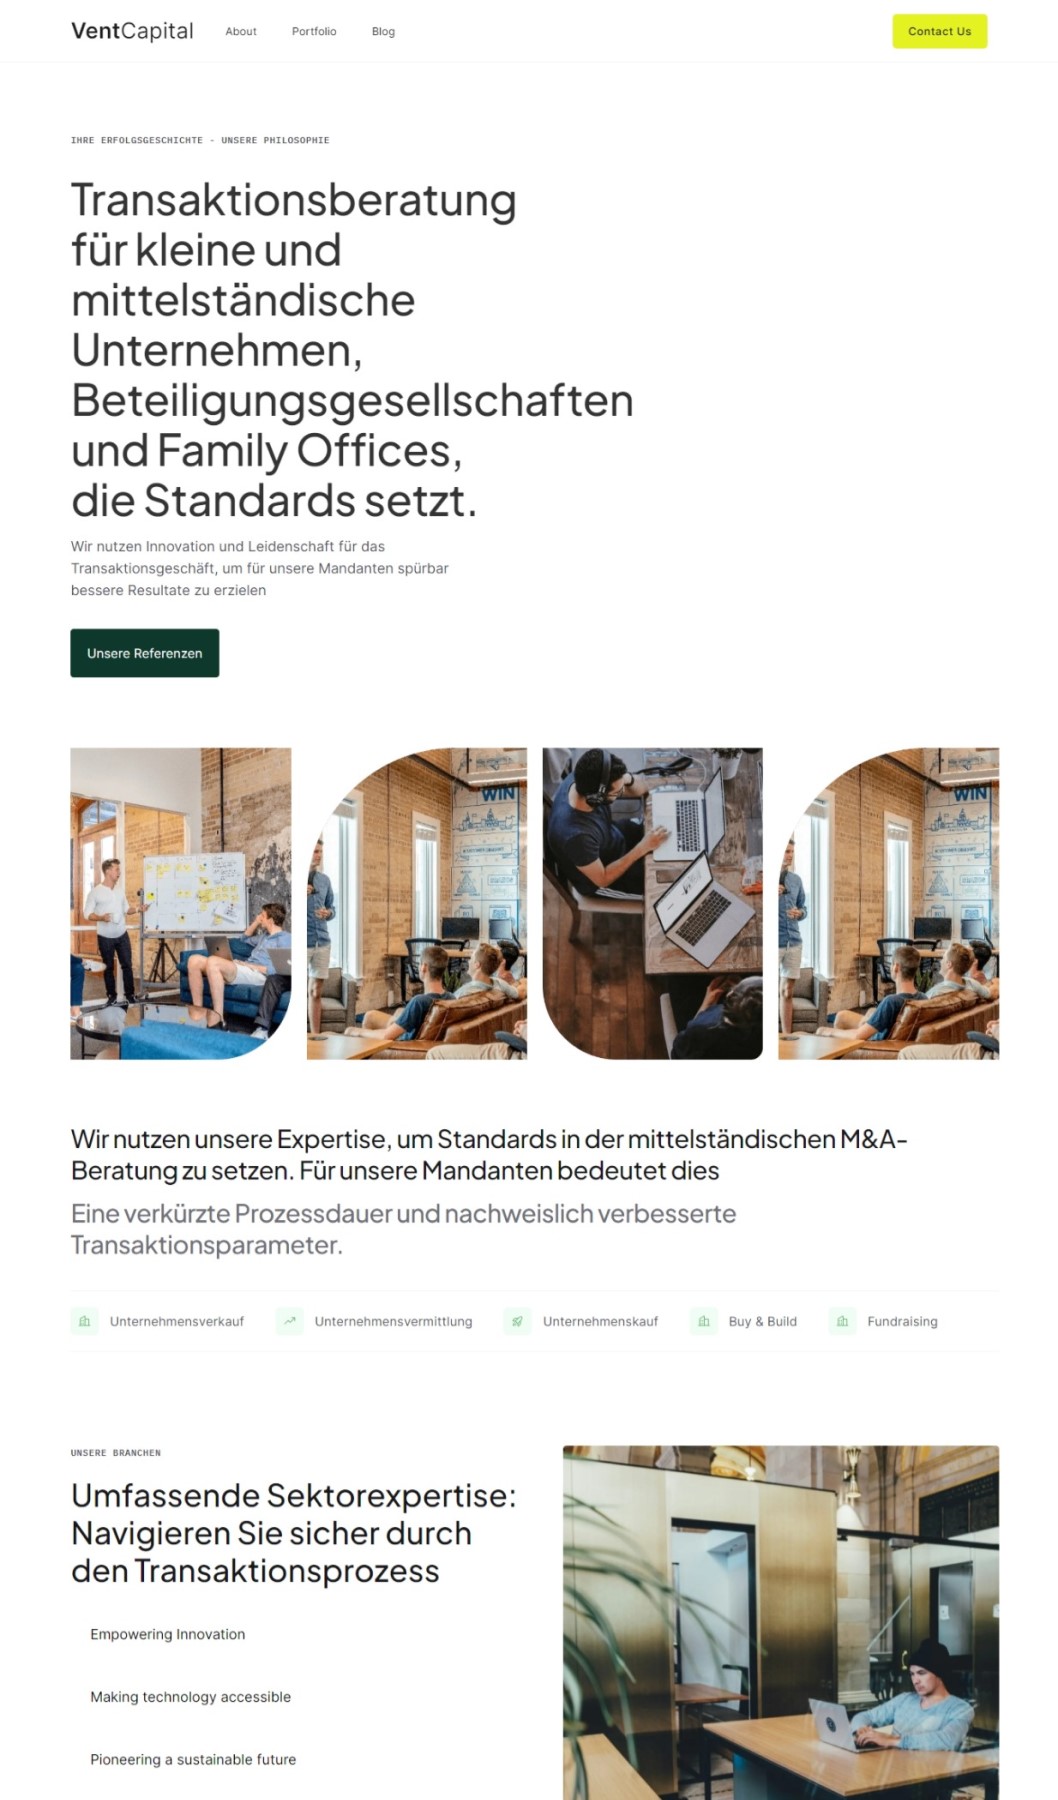 VentCapital
About
Portfolio
Blog
Contact Us
IHRE ERFOLGSGESCHICHTE - UNSERE PHILOSOPHIE
Transaktionsberatung
für kleine und
mittelständische
Unternehmen,
Beteiligungsgesellschaften
und Family Offices,
die Standards setzt.
Wir nutzen Innovation und Leidenschaft für das
Transaktionsgeschäft, um für unsere Mandanten spürbar
bessere Resultate zu erzielen
Unsere Referenzen
WIN
WIN
Wir nutzen unsere Expertise, um Standards in der mittelständischen M&A-
Beratung zu setzen. Für unsere Mandanten bedeutet dies
Eine verkürzte Prozessdauer und nachweislich verbesserte
Transaktionsparameter.
Unternehmensverkauf
Unternehmensvermittlung
Unternehmenskauf
Buy & Build
Fundraising
UNSERE BRANCHEN
Umfassende Sektorexpertise:
Navigieren Sie sicher durch
den Transaktionsprozess
Empowering Innovation
Making technology accessible
Pioneering a sustainable future